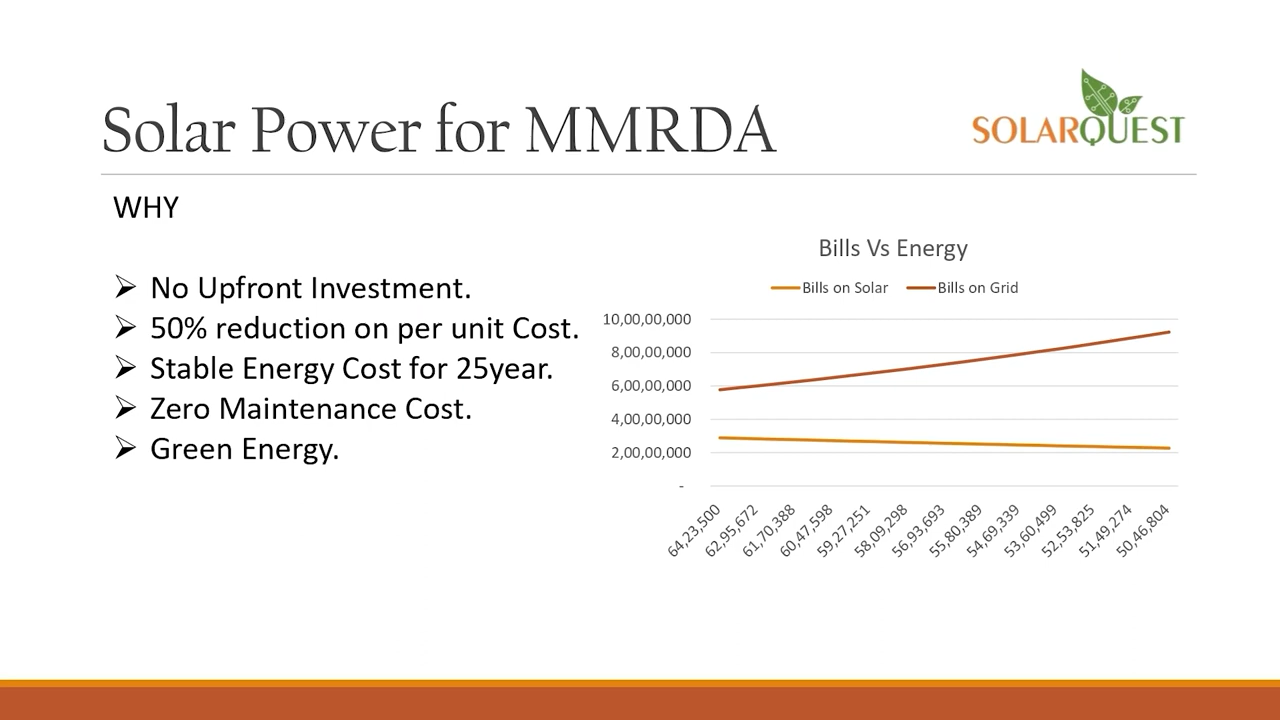 Solar Power for MMRDA
SOLARQUEST
WHY
No Upfront Investment.
50% reduction on per unit Cost.
Stable Energy Cost for 25year.
Zero Maintenance Cost.
Green Energy.
Bills Vs Energy
Bills on Solar
Bills on Grid
10,00,00,000
8,00,00,000
6,00,00,000
4,00,00,000
2,00,00,000
-
64,23,500
62,95,672
61,70,388
60,47,598
59,27,251
58,09,298
56,93,693
55,80,389
54,69,339
53,60,499
52,53,825
51,49,274
50,46,804